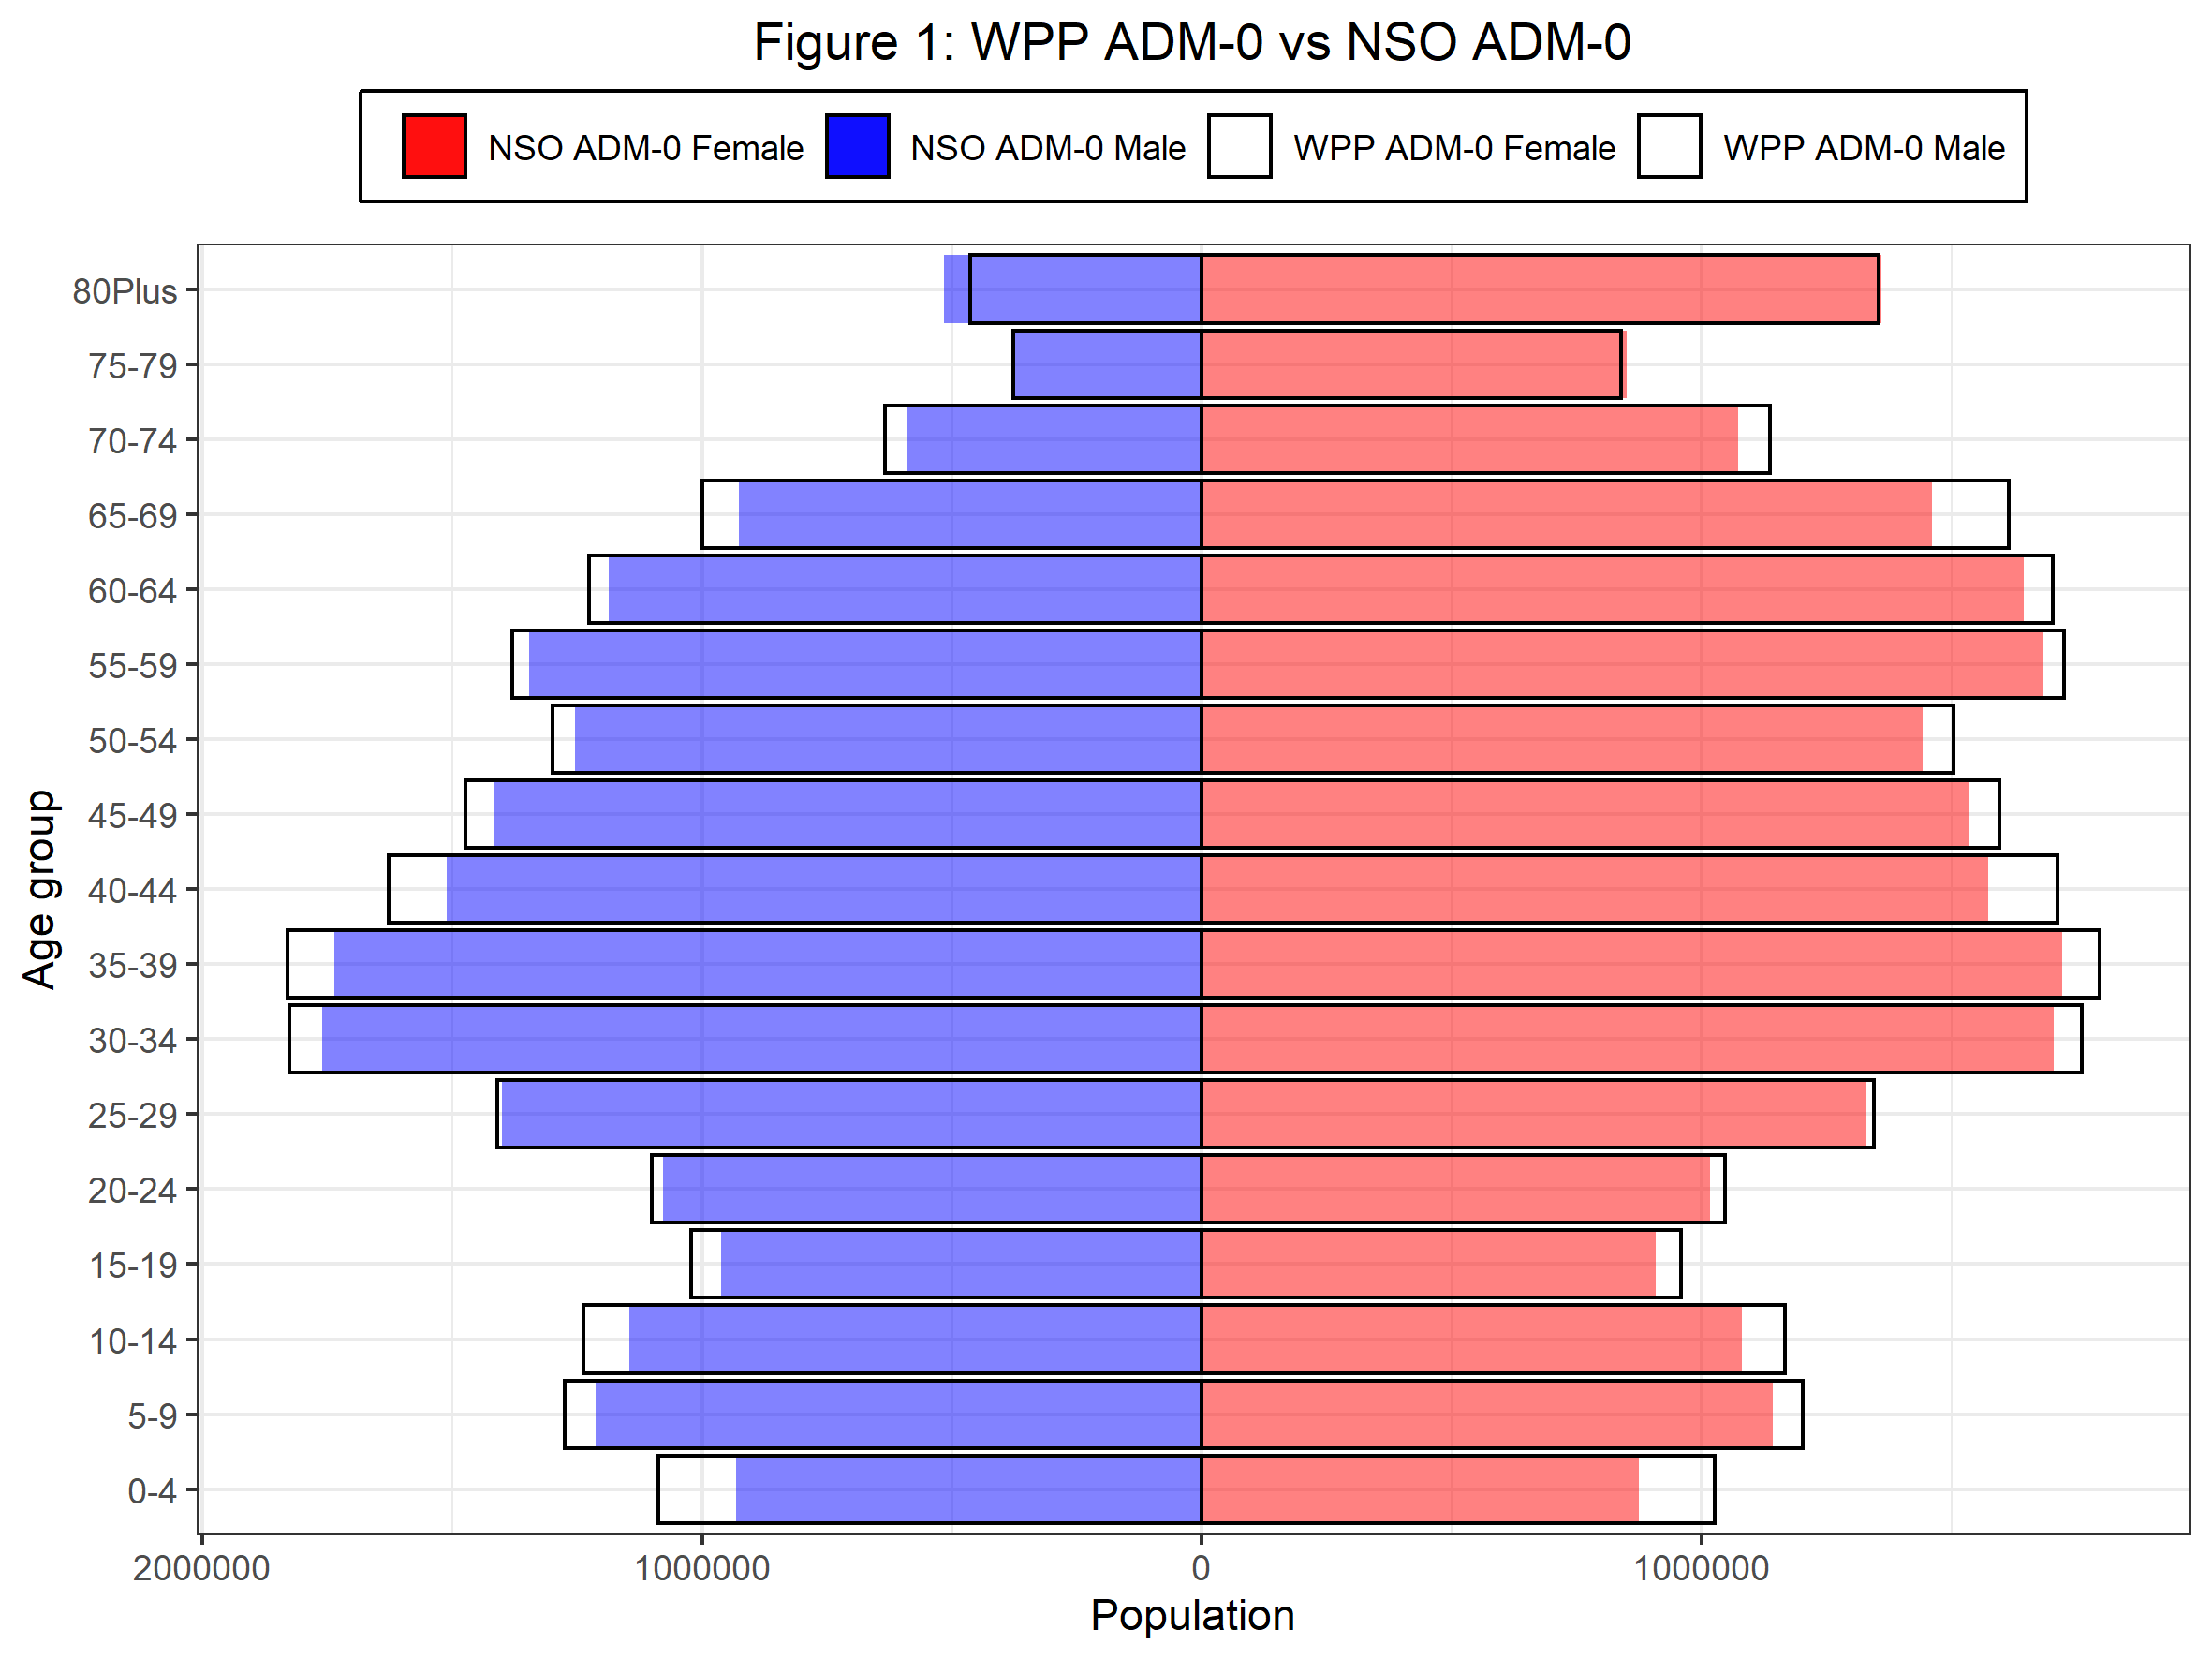 Figure 1: WPP ADM-0 vs NSO ADM-0
NSO ADM-0 Female NSO ADM-0 Male WPP ADM-0 Female WPP ADM-0 Male
80Plus
75-79
70-74
65-69
60-64
55-59
50-54
45-49
40-44
35-39
30-34
25-29
20-24
15-19
10-14
5-9
0-4
Age group
2000000 1000000 0 1000000
Population